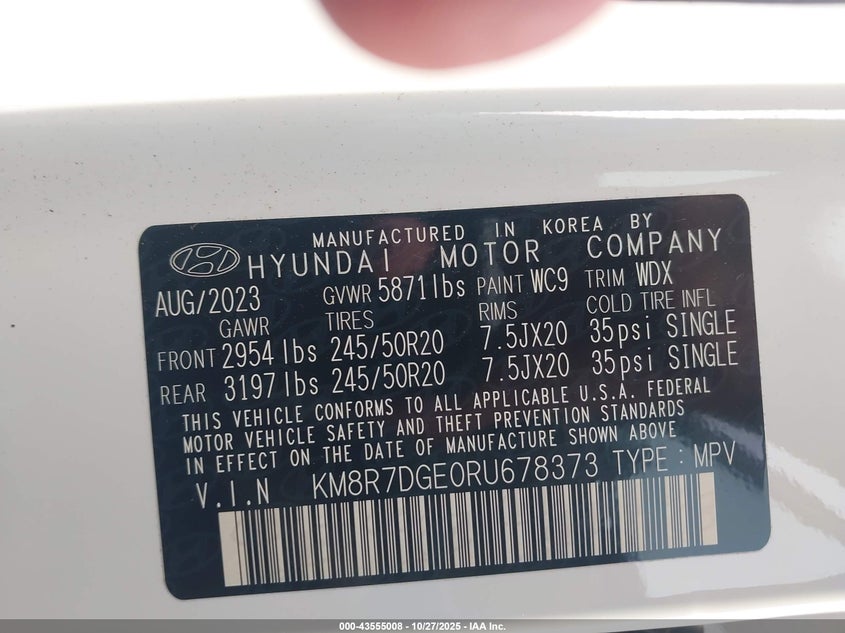 MANUFACTURED IN KOREA BY
HYUNDAI MOTOR COMPANY
AUG/2023 GVWR 5871lbs PAINT WC9 TRIM WDX
GAWR TIRES RIMS COLD TIRE INFL
FRONT 2954 lbs 245/50R20 7.5JX20 35psi SINGLE
REAR 3197 lbs 245/50R20 7.5JX20 35psi SINGLE
THIS VEHICLE CONFORMS TO ALL APPLICABLE U.S.A. FEDERAL
MOTOR VEHICLE SAFETY AND THEFT PREVENTION STANDARDS
IN EFFECT ON THE DATE OF MANUFACTURE SHOWN ABOVE
V.I.N KM8R7DGE0RU678373 TYPE : MPV
000-43555008 - 10/27/2025 - IAA Inc.